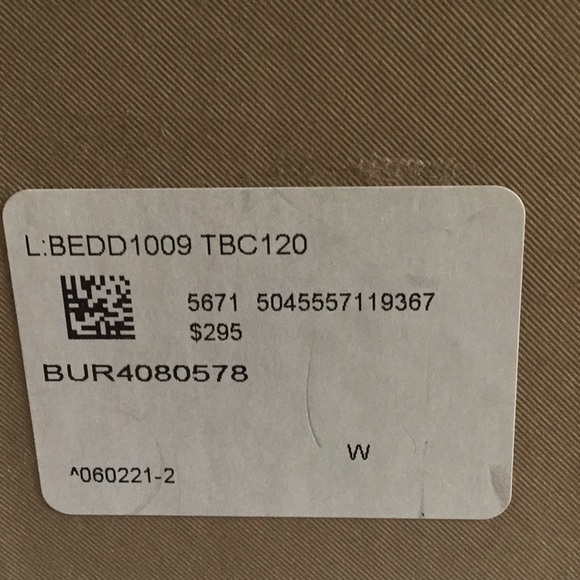 L:BEDD1009 TBC120
5671 5045557119367
$295
BUR4080578
W
^060221-2